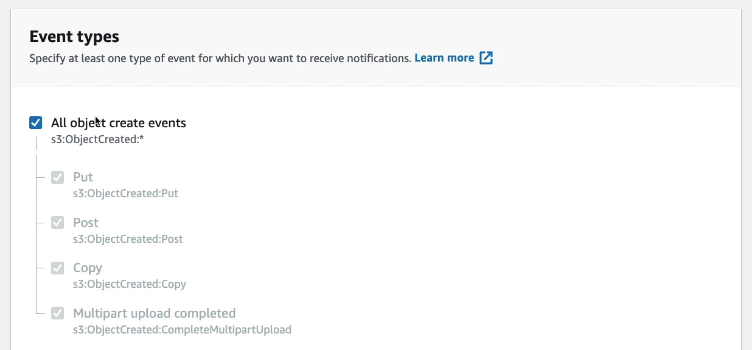 Event types
Specify at least one type of event for which you want to receive notifications. Learn more
All object create events
s3:ObjectCreated:*
Put
s3:ObjectCreated:Put
Post
s3:ObjectCreated:Post
Copy
s3:ObjectCreated:Copy
Multipart upload completed
s3:ObjectCreated:CompleteMultipartUpload